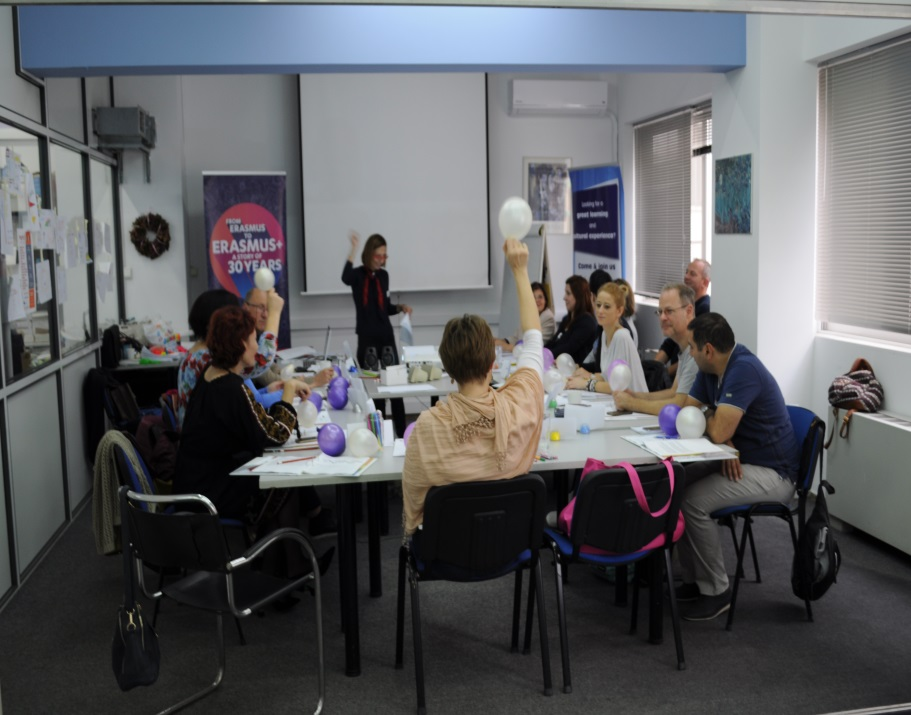 FROM
ERASMUS
TO
ERASMUS+
A STORY OF
30 YEARS
Looking for a
great learning
and
cultural experience?
Come & join us